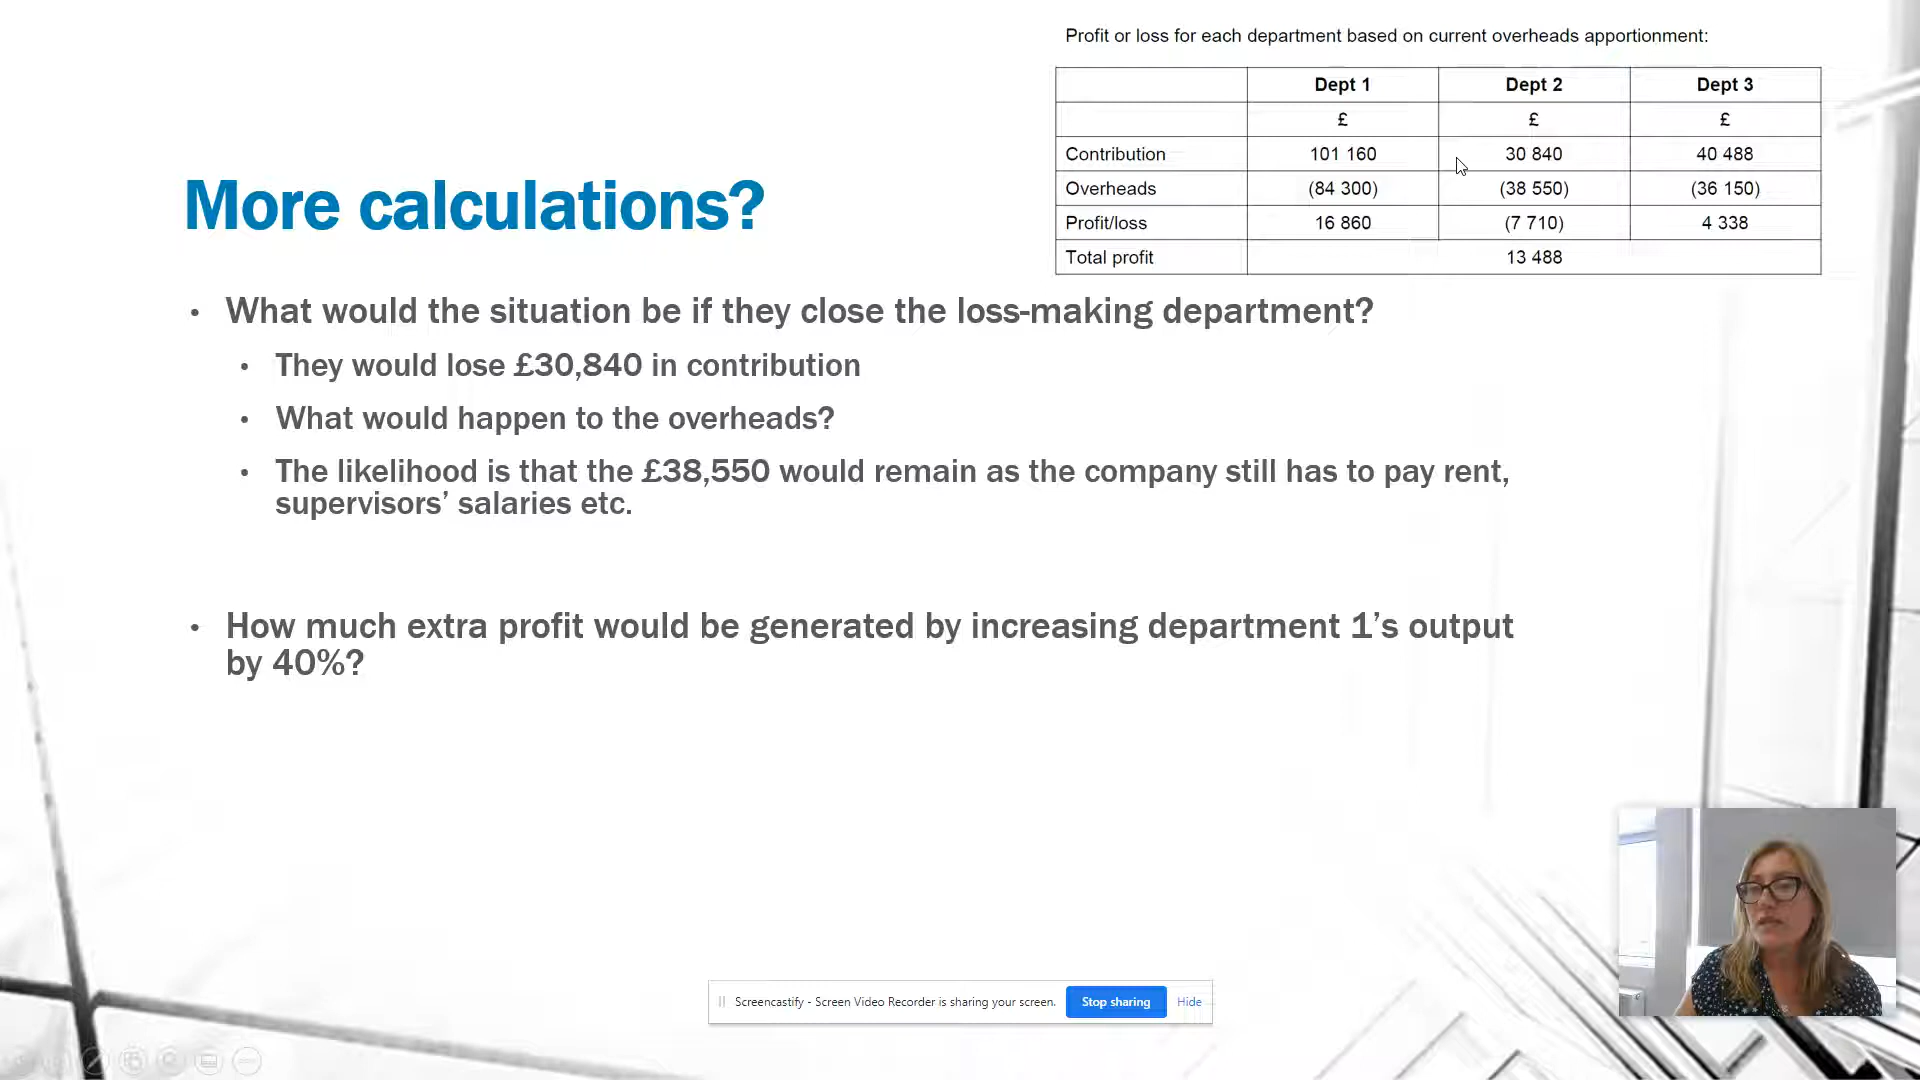 Profit or loss for each department based on current overheads apportionment:
Dept 1 Dept 2 Dept 3
£ £ £
Contribution 101 160 30 840 40 488
Overheads (84 300) (38 550) (36 150)
Profit/loss 16 860 (7 710) 4 338
Total profit 13 488
More calculations?
• What would the situation be if they close the loss-making department?
• They would lose £30,840 in contribution
• What would happen to the overheads?
• The likelihood is that the £38,550 would remain as the company still has to pay rent,
supervisors’ salaries etc.
• How much extra profit would be generated by increasing department 1’s output
by 40%?
Screencastify - Screen Video Recorder is sharing your screen. Stop sharing Hide